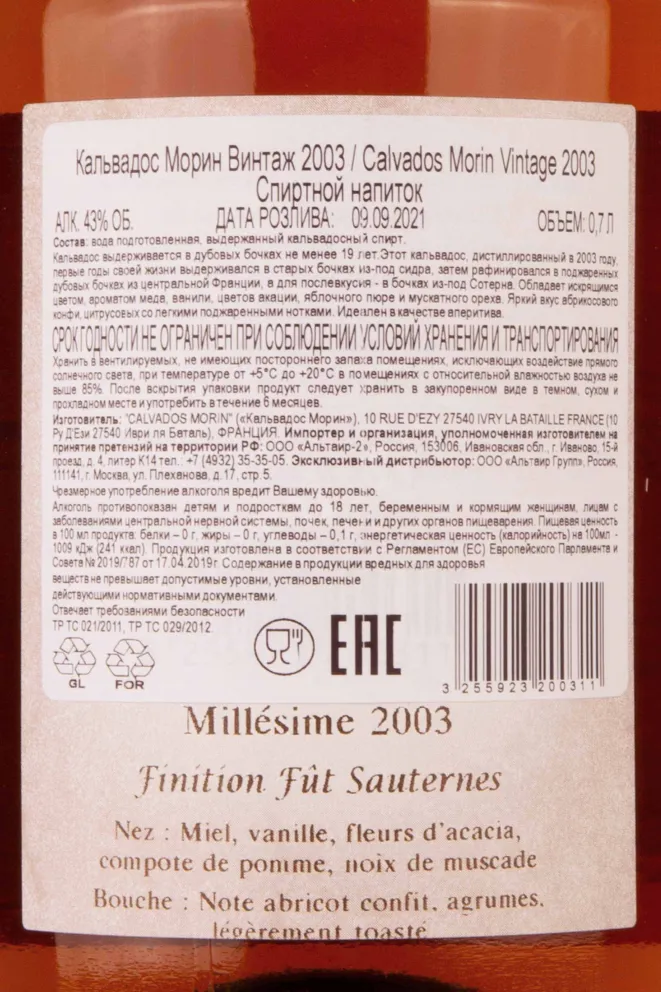 Кальвадос Морин Винтаж 2003 / Calvados Morin Vintage 2003
Спиртной напиток
АЛК. 43% ОБ. ДАТА РОЗЛИВА: 09.09.2021 ОБЪЕМ: 0,7 Л
Состав: вода подготовленная, выдержанный кальвадосный спирт.
Кальвадос выдерживается в дубовых бочках не менее 19 лет.Этот кальвадос, дистиллированный в 2003 году,
первые годы своей жизни выдерживался в старых бочках из-под сидра, затем рафинировался в поджаренных
дубовых бочках из центральной Франции, а для послевкусия - в бочках из-под Сотерна. Обладает искрящимся
цветом, ароматом меда, ванили, цветов акации, яблочного пюре и мускатного ореха. Яркий вкус абрикосового
конфи, цитрусовых со легкими поджаренными нотками. Идеален в качестве аперитива.
СРОК ГОДНОСТИ НЕ ОГРАНИЧЕН ПРИ СОБЛЮДЕНИИ УСЛОВИЙ ХРАНЕНИЯ И ТРАНСПОРТИРОВАНИЯ
Хранить в вентилируемых, не имеющих постороннего запаха помещениях, исключающих воздействие прямого
солнечного света, при температуре от +5°С до +20°С в помещениях с относительной влажностью воздуха не
выше 85%. После вскрытия упаковки продукт следует хранить в закупоренном виде в темном, сухом и
прохладном месте и употребить в течение 6 месяцев.
Изготовитель: "CALVADOS MORIN" («Кальвадос Морин»), 10 RUE D'EZY 27540 IVRY LA BATAILLE FRANCE (10
Рю Д'Ези 27540 Иври ля Баталь), ФРАНЦИЯ. Импортер и организация, уполномоченная изготовителем на
принятие претензий на территории РФ: ООО «Альтаир-2», Россия, 153006, Ивановская обл., г. Иваново, 15-й
проезд, д. 4, литер К14 тел.: +7 (4932) 35-35-05. Эксклюзивный дистрибьютор: ООО «Альтаир Групп», Россия,
111141, г. Москва, ул. Плеханова, д.17, стр.5.
Чрезмерное употребление алкоголя вредит Вашему здоровью.
Алкоголь противопоказан детям и подросткам до 18 лет, беременным и кормящим женщинам, лицам с
заболеваниями центральной нервной системы, почек, печени и других органов пищеварения. Пищевая ценность
в 100 мл продукта: белки – 0 г, жиры – 0 г, углеводы – 0,1 г, энергетическая ценность (калорийность) на 100мл -
1009 кДж (241 ккал). Продукция изготовлена в соответствии с Регламентом (ЕС) Европейского Парламента и
Совета № 2019/787 от 17.04.2019г. Содержание в продукции вредных для здоровья
веществ не превышает допустимые уровни, установленные
действующими нормативными документами.
Отвечает требованиями безопасности
ТР ТС 021/2011, ТР ТС 029/2012
GL FOR
EAC
3 255923 200311
Millésime 2003
Finition Fût Sauternes
Nez : Miel, vanille, fleurs d'acacia,
compote de pomme, noix de muscade
Bouche : Note abricot confit, agrumes,
légèrement toasté